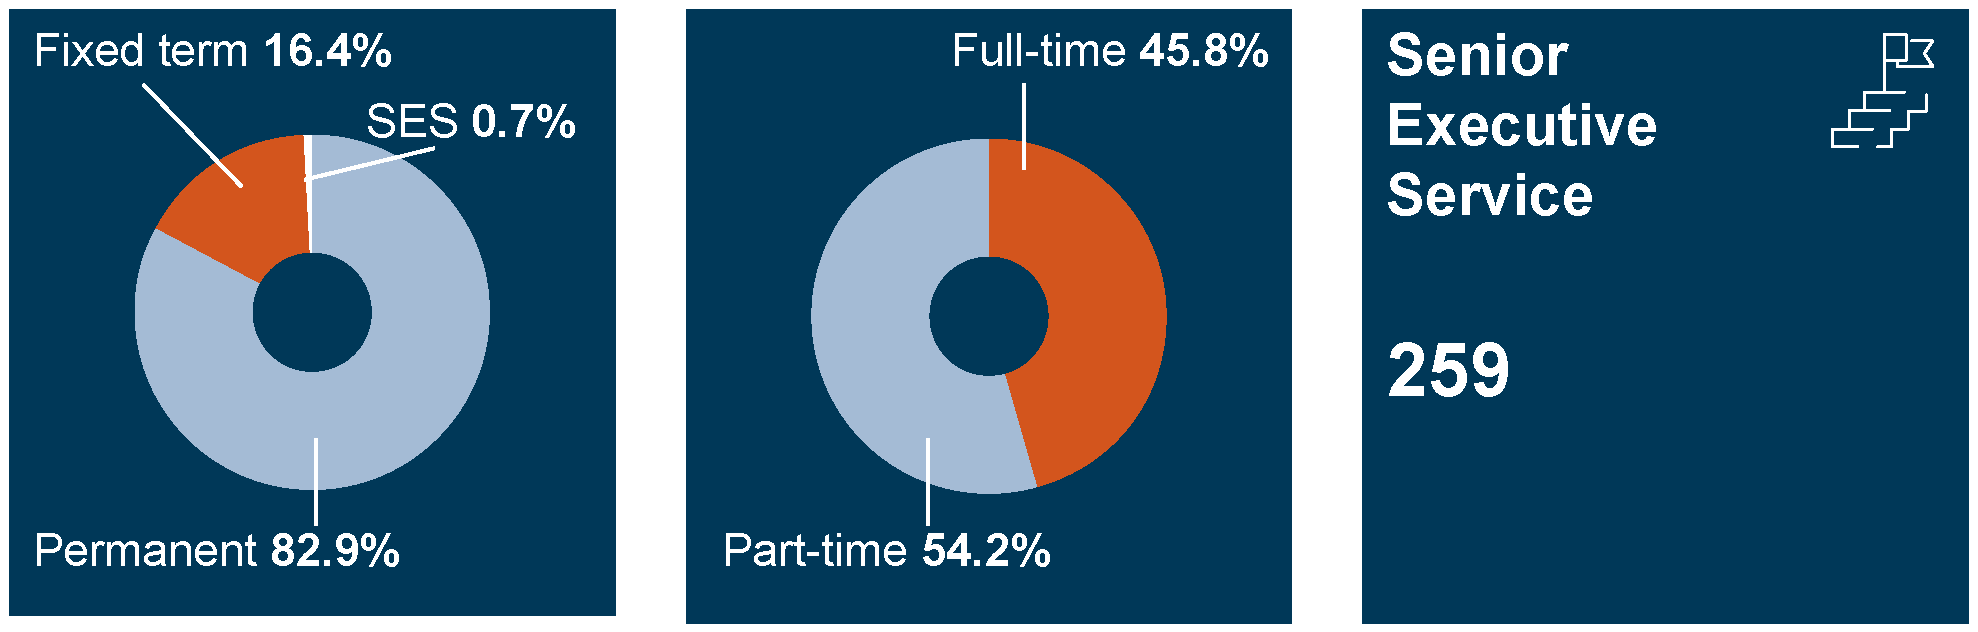 Fixed term 16.4%
SES 0.7%
Permanent 82.9%
Full-time 45.8%
Part-time 54.2%
Senior
Executive
Service
259